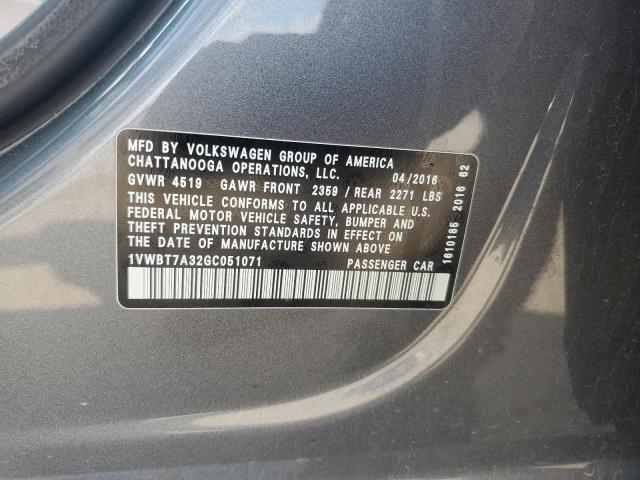 MFD BY VOLKSWAGEN GROUP OF AMERICA
CHATTANOOGA OPERATIONS, LLC. 04/2016
GVWR 4519 GAWR FRONT 2359 / REAR 2271 LBS
THIS VEHICLE CONFORMS TO ALL APPLICABLE U.S.
FEDERAL MOTOR VEHICLE SAFETY, BUMPER AND
THEFT PREVENTION STANDARDS IN EFFECT ON THE
DATE OF MANUFACTURE SHOWN ABOVE
1VWBT7A32GC051071 PASSENGER CAR
1610185 2016 62